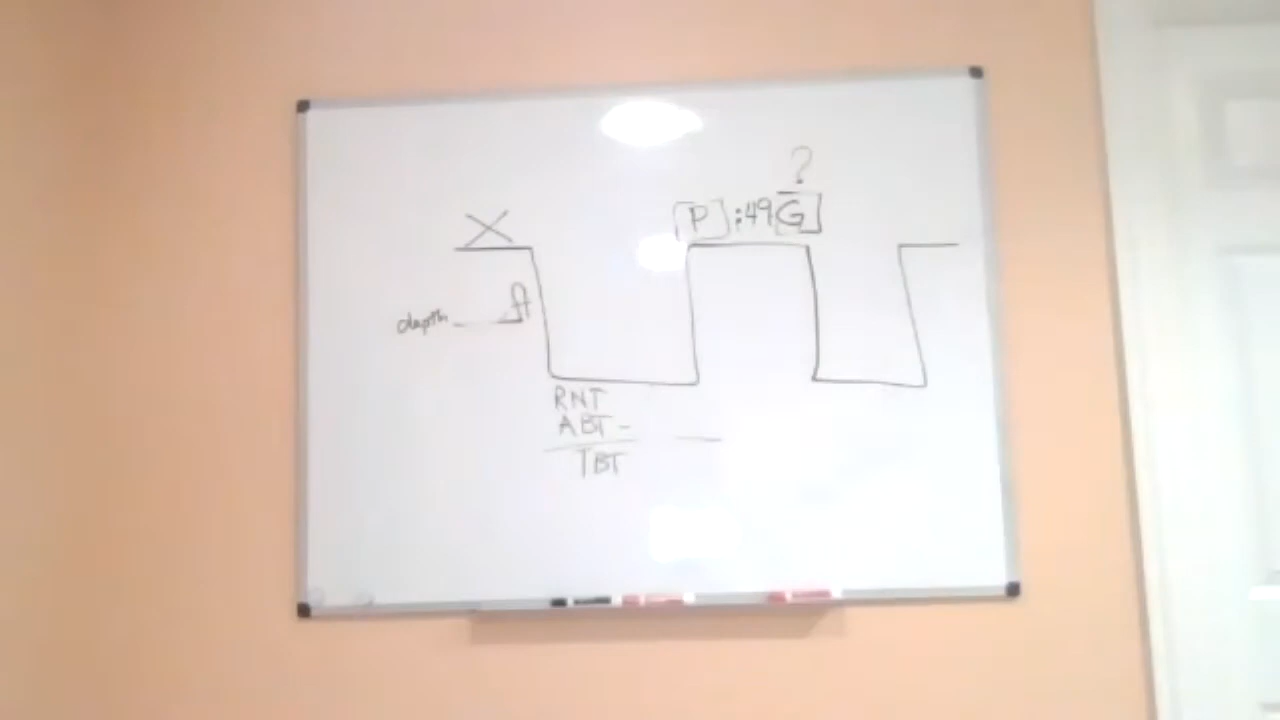 ?
X
[P] :49 [G]
depth ft
RNT
ABT -
TBT